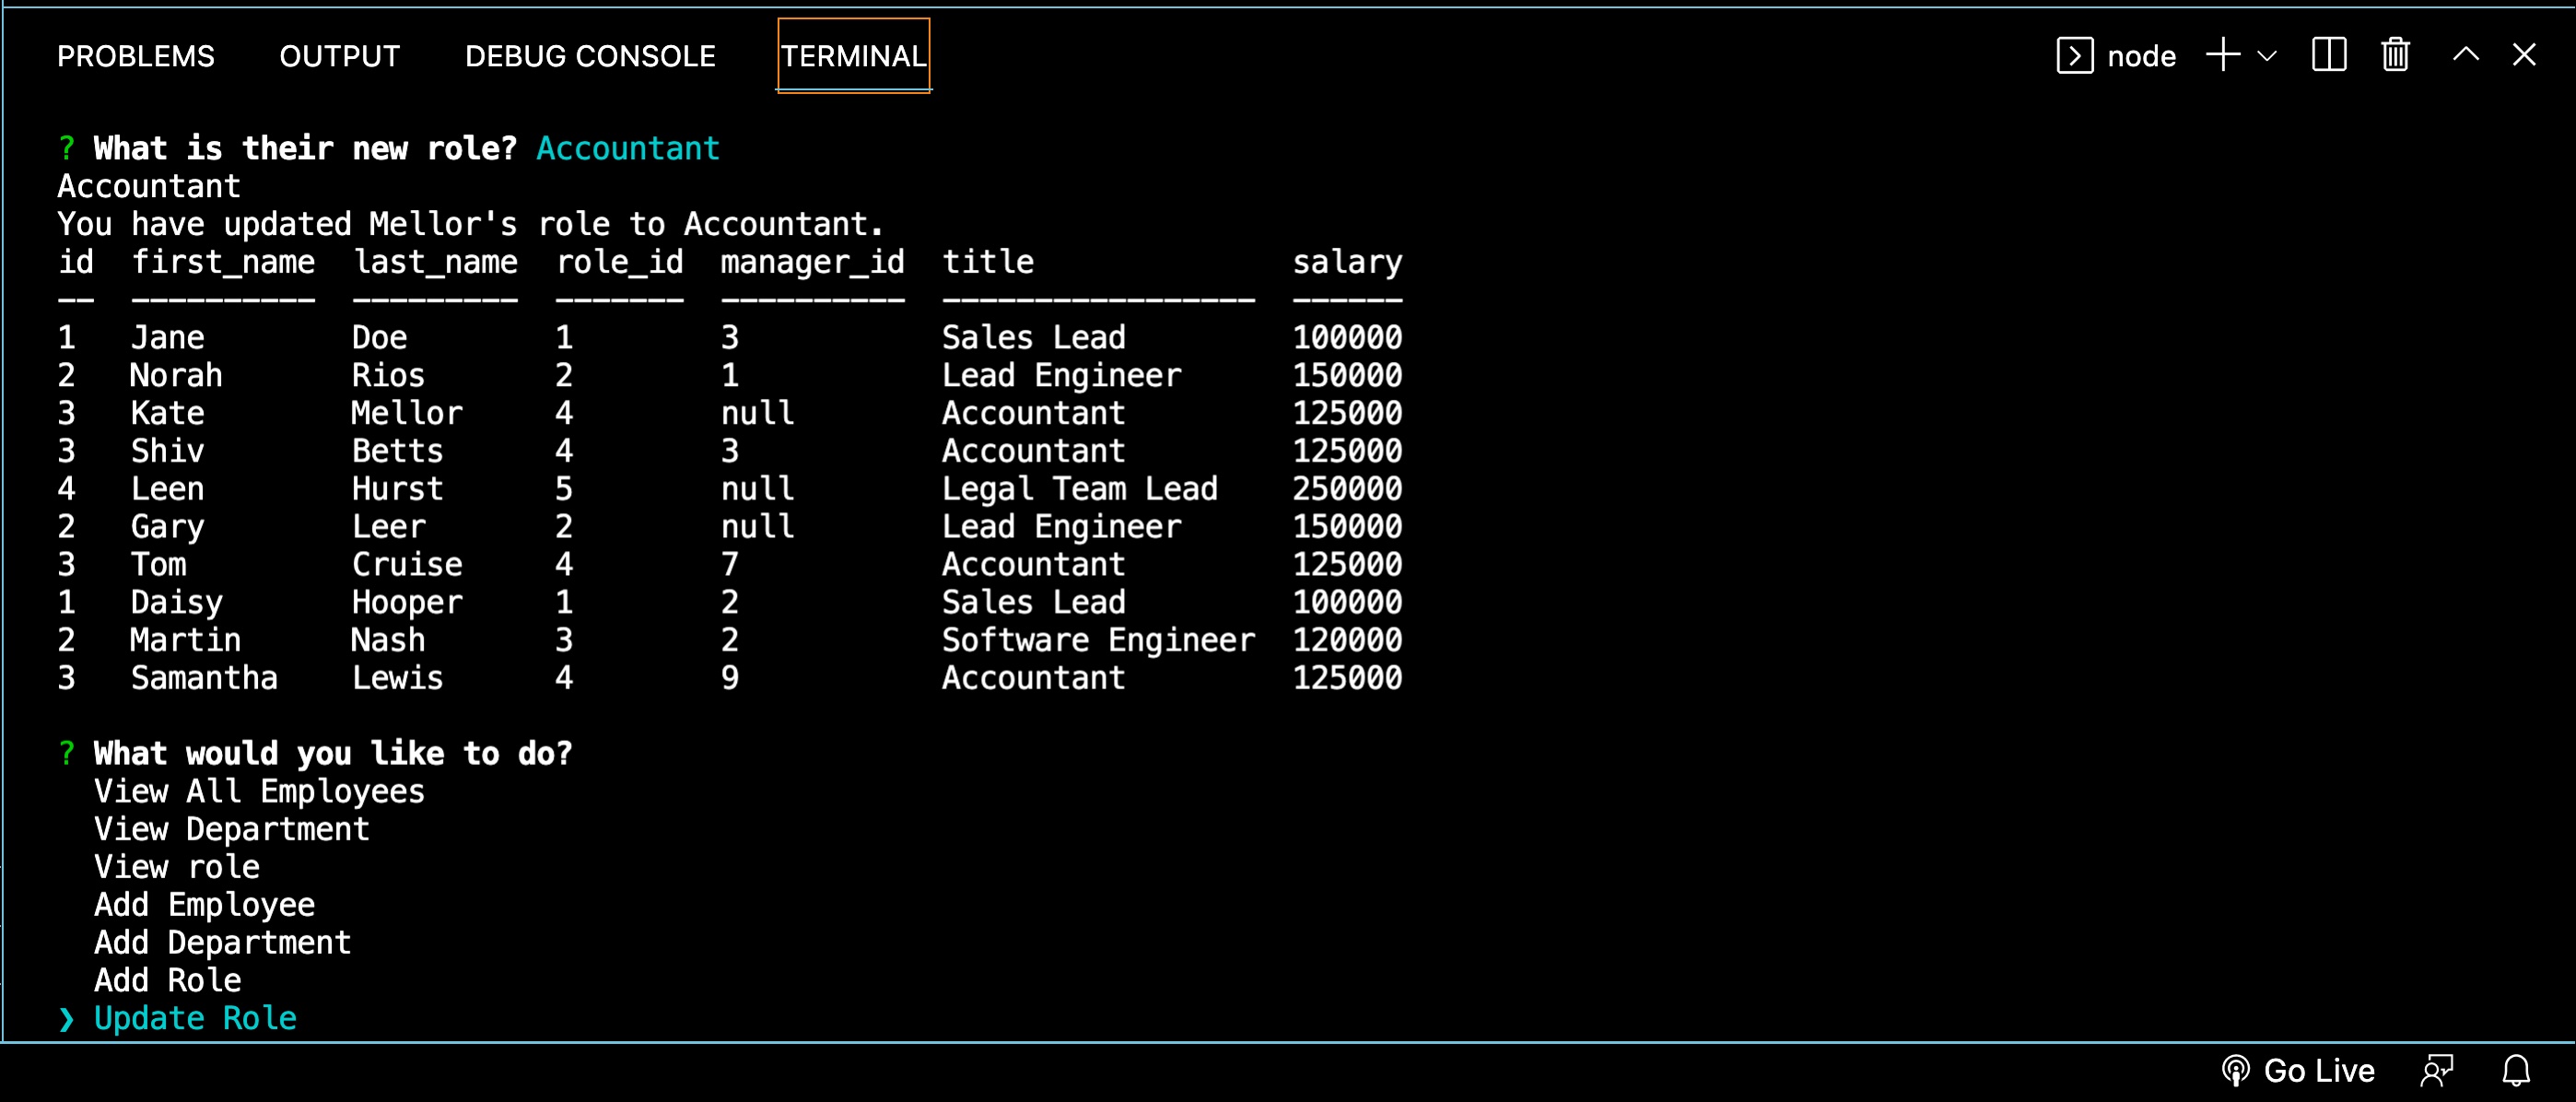 PROBLEMS OUTPUT DEBUG CONSOLE TERMINAL node
? What is their new role? Accountant
Accountant
You have updated Mellor's role to Accountant.
id  first_name  last_name  role_id  manager_id  title              salary
--  ----------  ---------  -------  ----------  -----------------  ------
1   Jane        Doe        1        3           Sales Lead         100000
2   Norah       Rios       2        1           Lead Engineer      150000
3   Kate        Mellor     4        null        Accountant         125000
3   Shiv        Betts      4        3           Accountant         125000
4   Leen        Hurst      5        null        Legal Team Lead    250000
2   Gary        Leer       2        null        Lead Engineer      150000
3   Tom         Cruise     4        7           Accountant         125000
1   Daisy       Hooper     1        2           Sales Lead         100000
2   Martin      Nash       3        2           Software Engineer  120000
3   Samantha    Lewis      4        9           Accountant         125000
? What would you like to do?
View All Employees
View Department
View role
Add Employee
Add Department
Add Role
❯ Update Role
Go Live